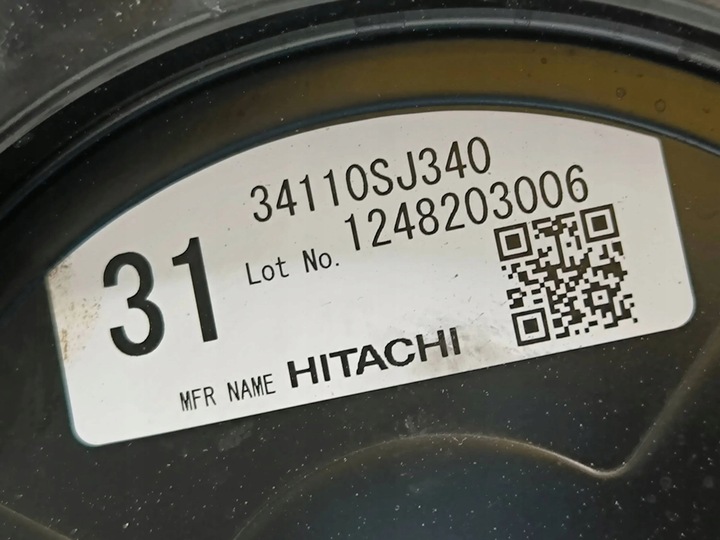 34110SJ340
31 Lot No. 1248203006
MFR NAME HITACHI